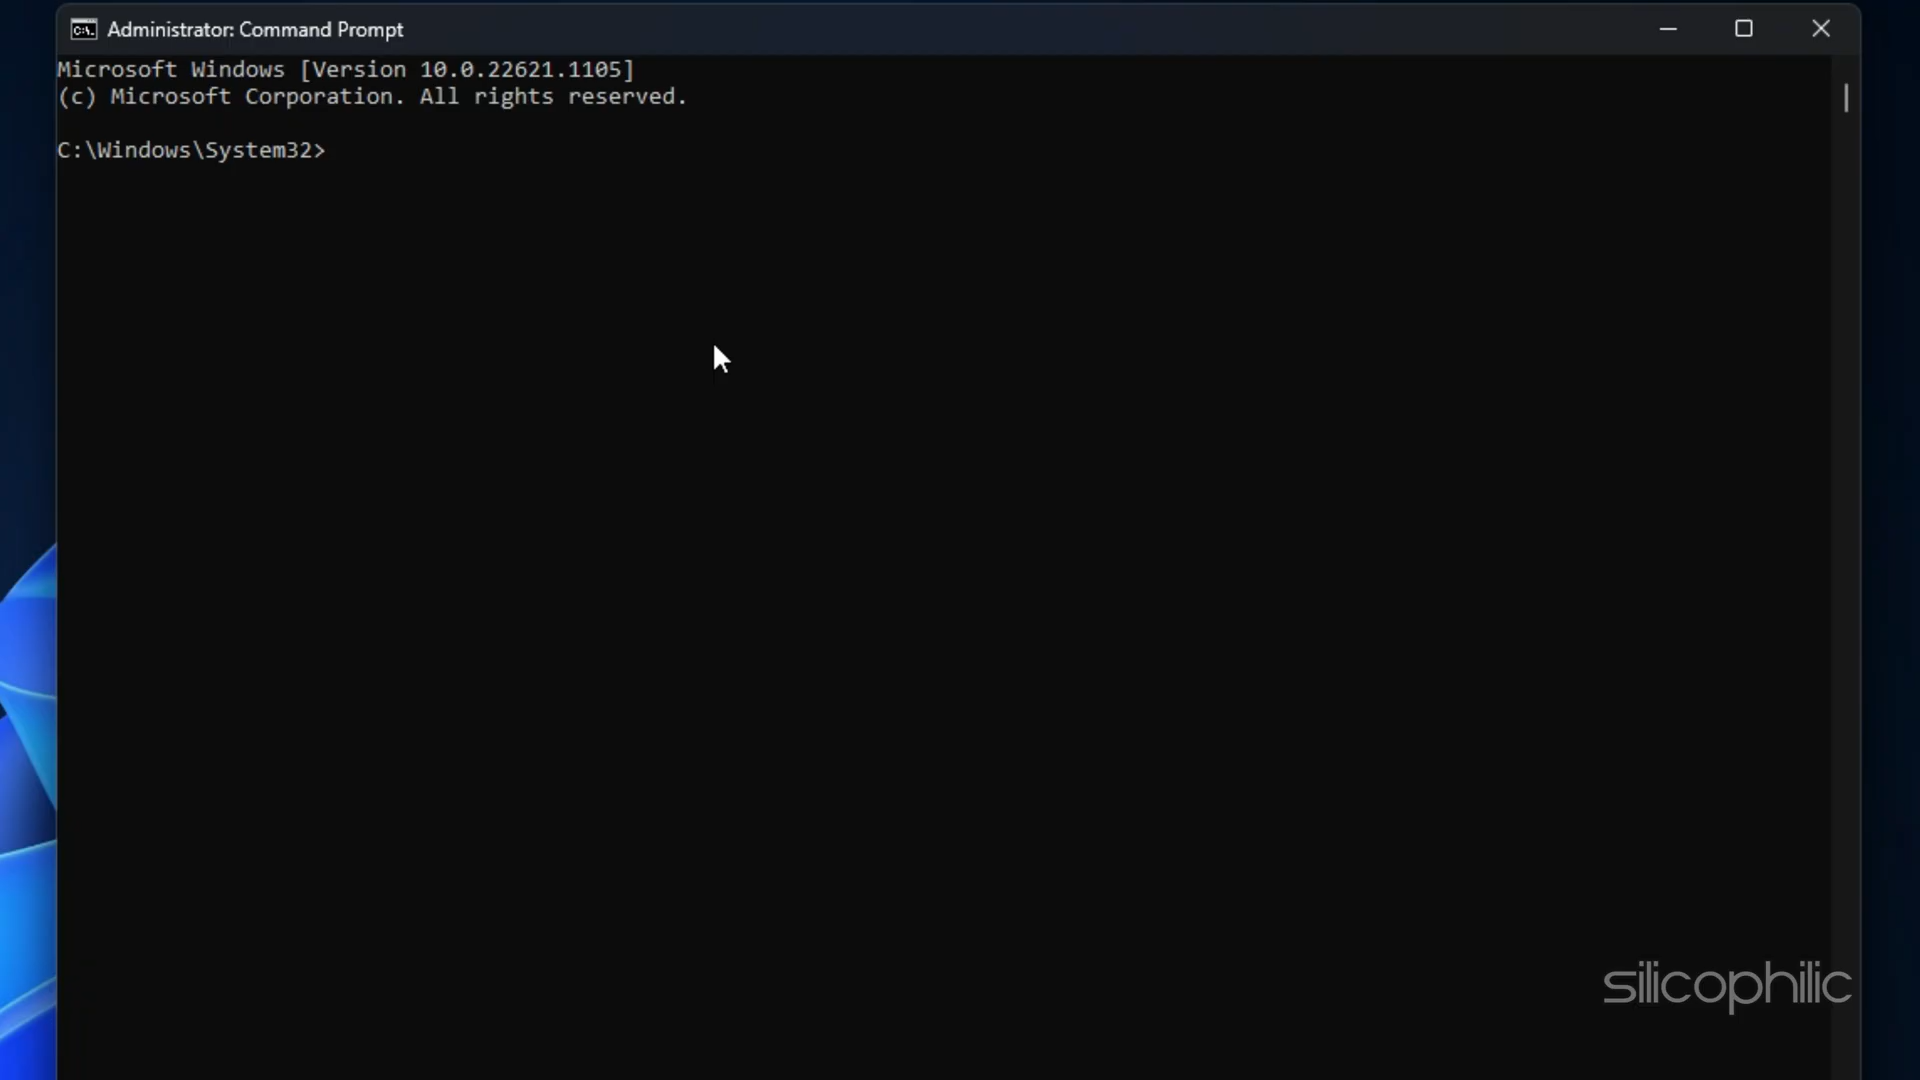 Administrator: Command Prompt
Microsoft Windows [Version 10.0.22621.1105]
(c) Microsoft Corporation. All rights reserved.
C:\Windows\System32>
silicophilic